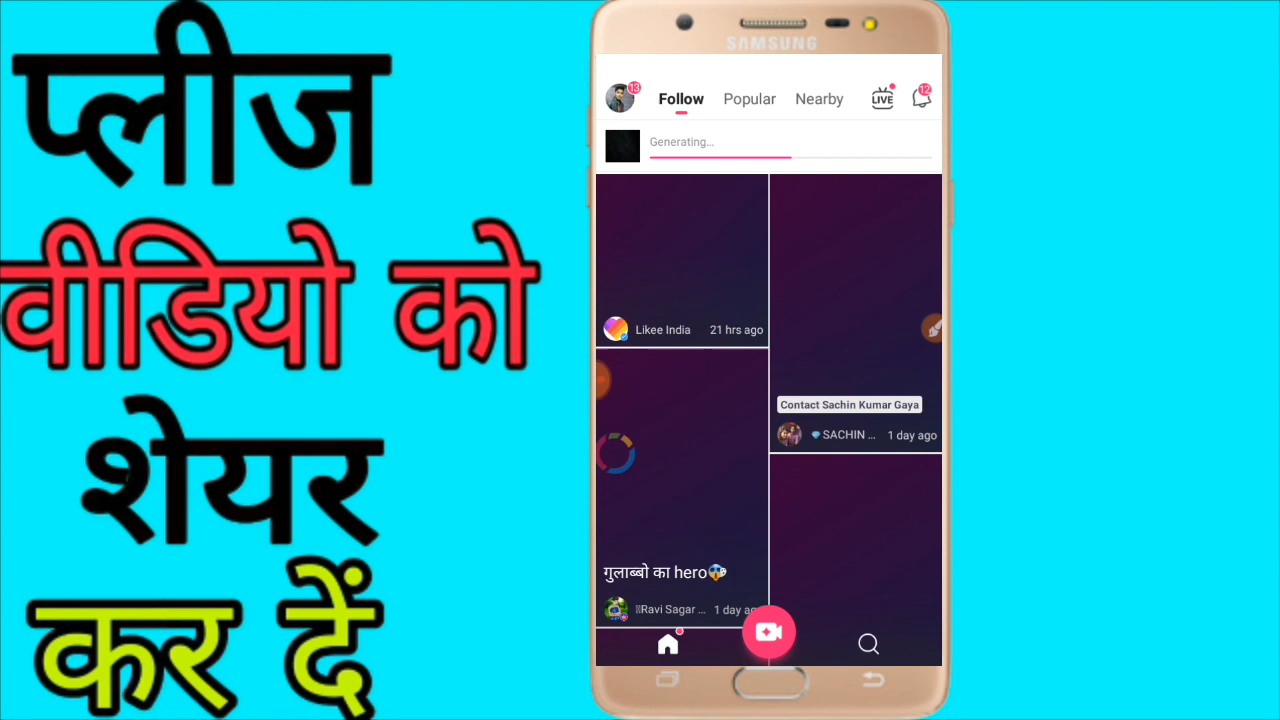 प्लीज
वीडियो को
शेयर
कर दें
SAMSUNG
13
Follow
Popular
Nearby
LIVE
12
Generating...
Likee India
21 hrs ago
Contact Sachin Kumar Gaya
SACHIN ...
1 day ago
गुलाब्बो का hero
Ravi Sagar ...
1 day ag